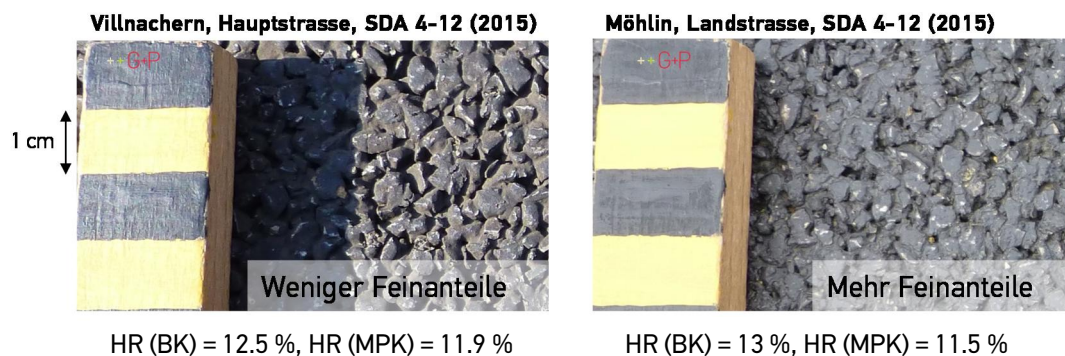 Villnachern, Hauptstrasse, SDA 4-12 (2015)
Möhlin, Landstrasse, SDA 4-12 (2015)
++G+P
++G+P
1 cm
Weniger Feinanteile
Mehr Feinanteile
HR (BK) = 12.5 %, HR (MPK) = 11.9 %
HR (BK) = 13 %, HR (MPK) = 11.5 %